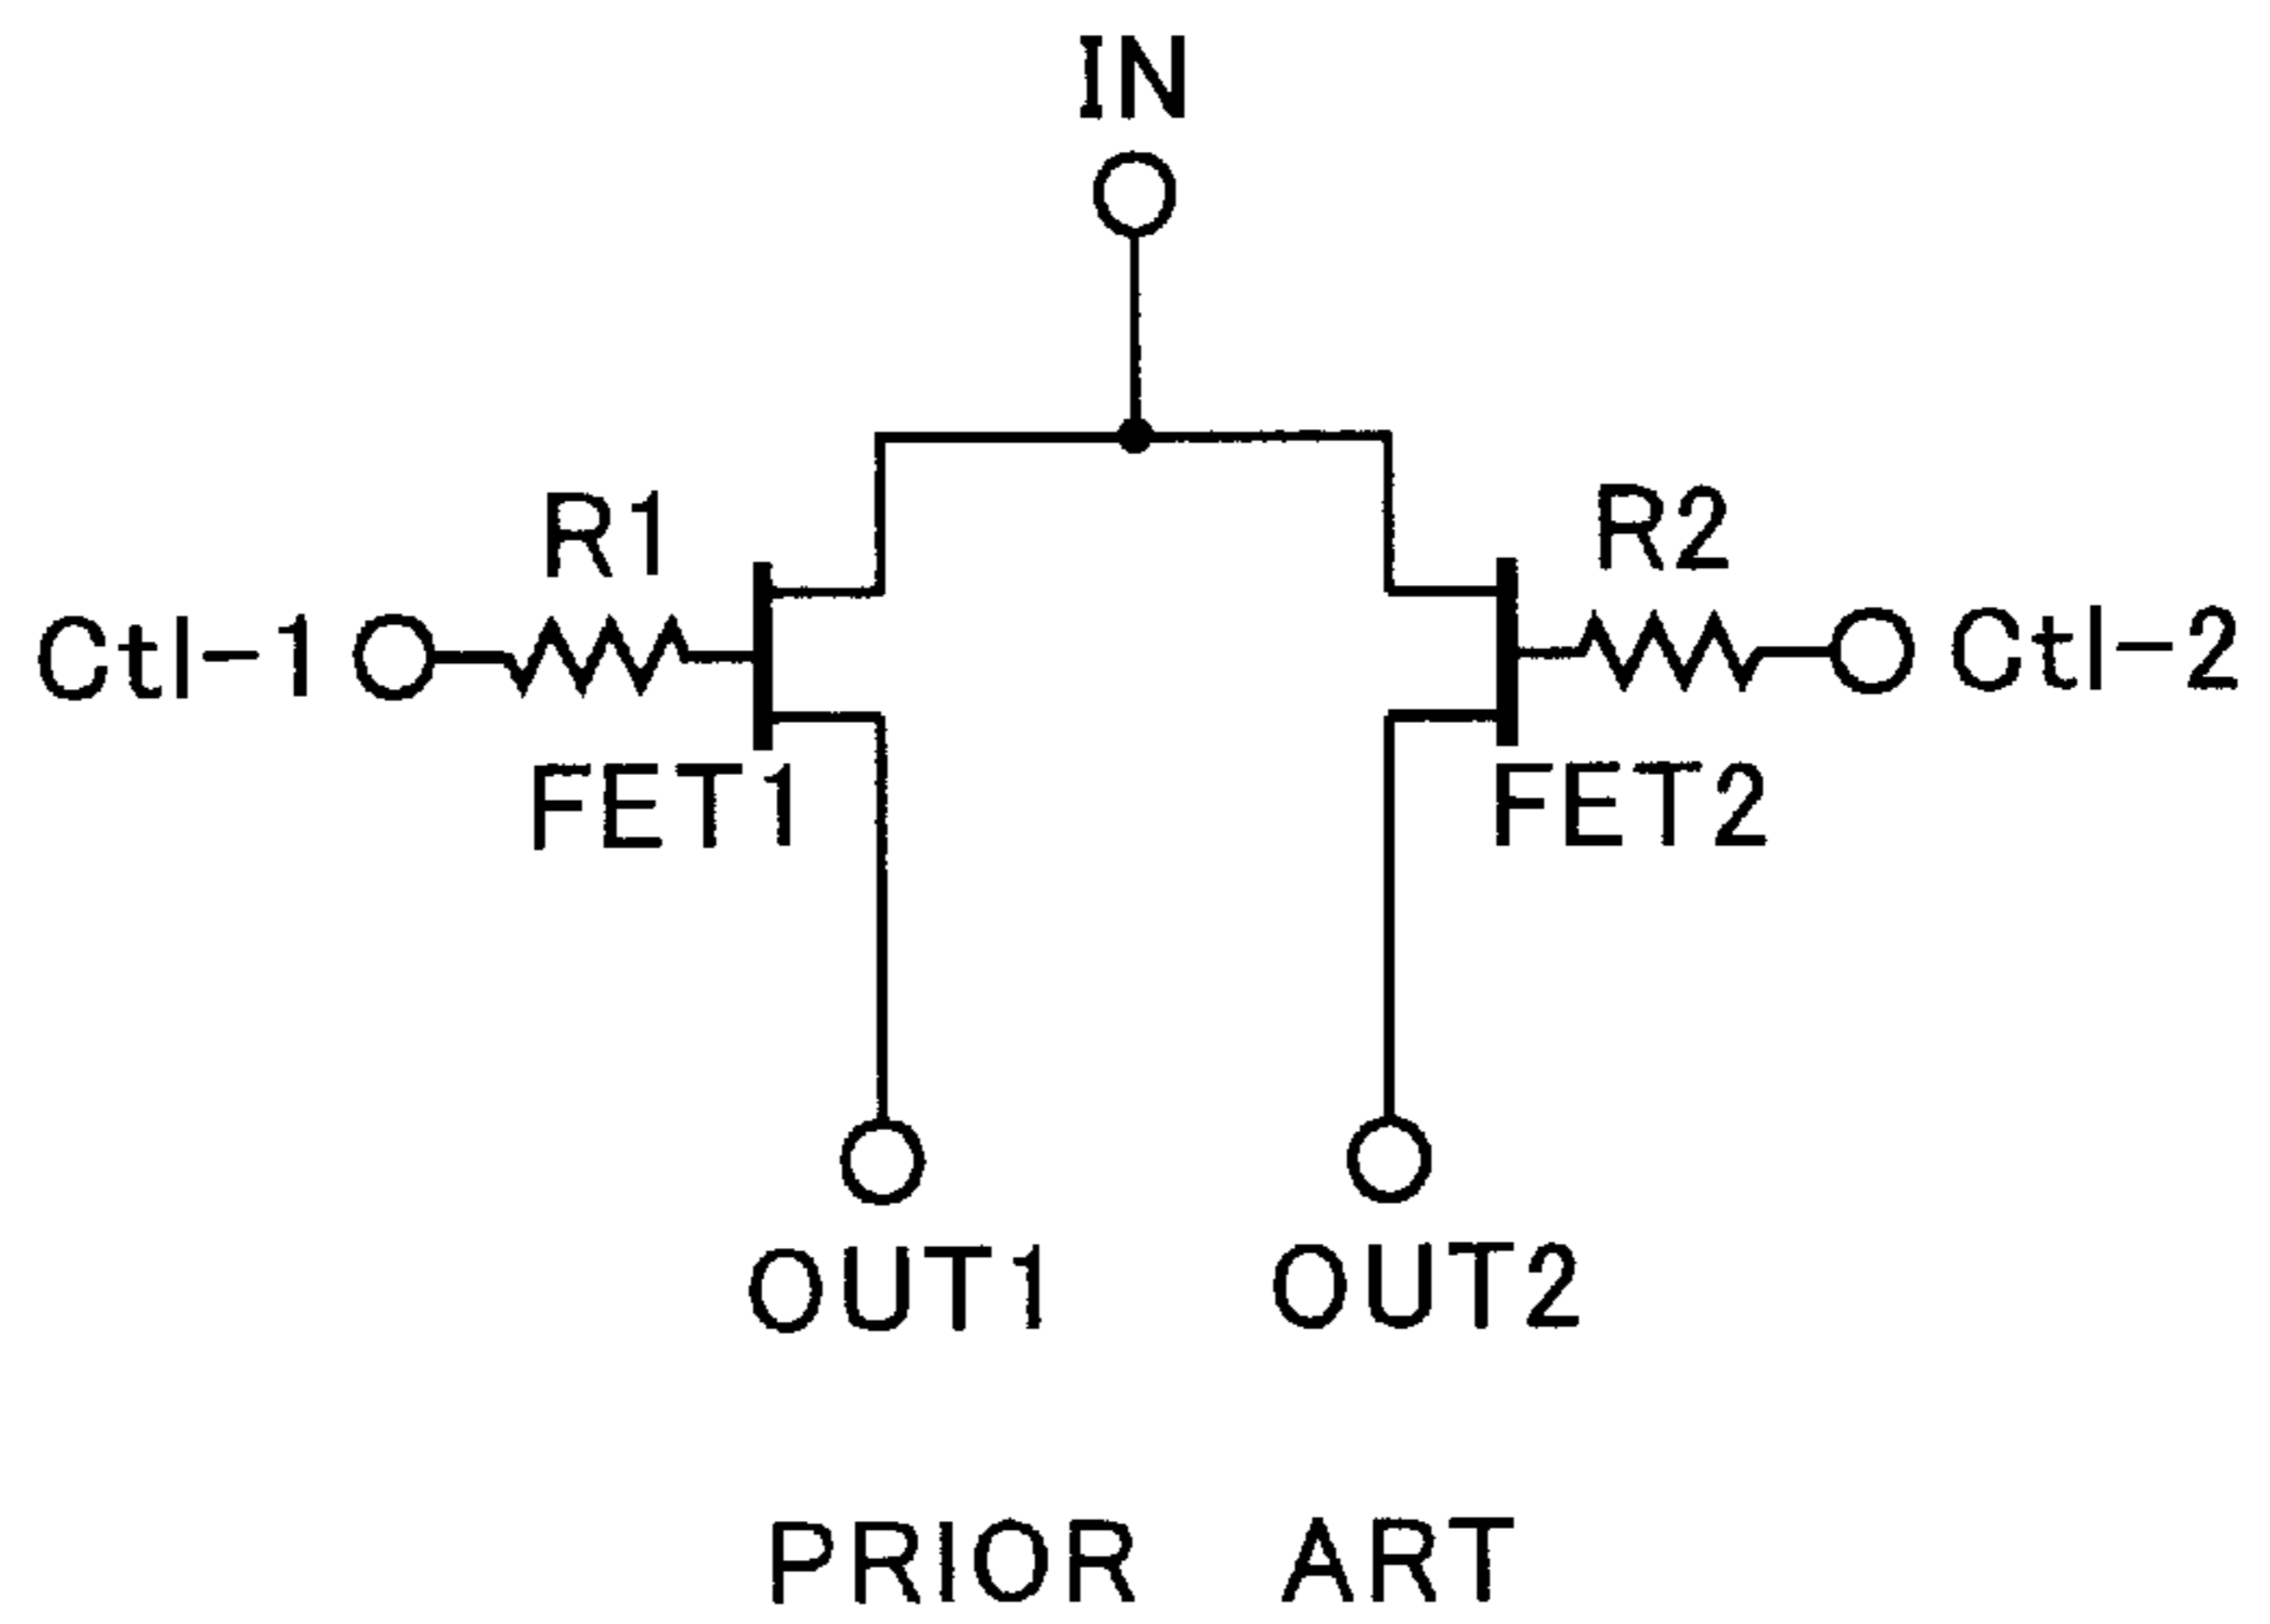 IN
R1
R2
Ctl-1
Ctl-2
FET1
FET2
OUT1
OUT2
PRIOR ART